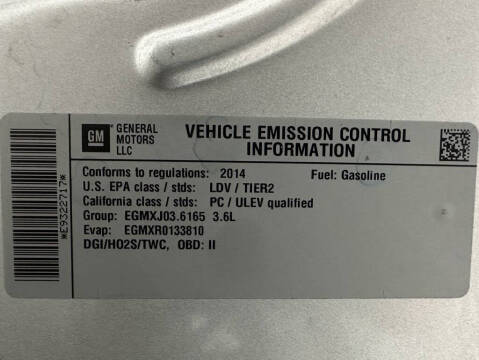 GM
GENERAL
MOTORS
LLC
VEHICLE EMISSION CONTROL
INFORMATION
Conforms to regulations: 2014 Fuel: Gasoline
U.S. EPA class / stds: LDV / TIER2
California class / stds: PC / ULEV qualified
Group: EGMXJ03.6165 3.6L
Evap: EGMXR0133810
DGI/HO2S/TWC, OBD: II
*E9322717*